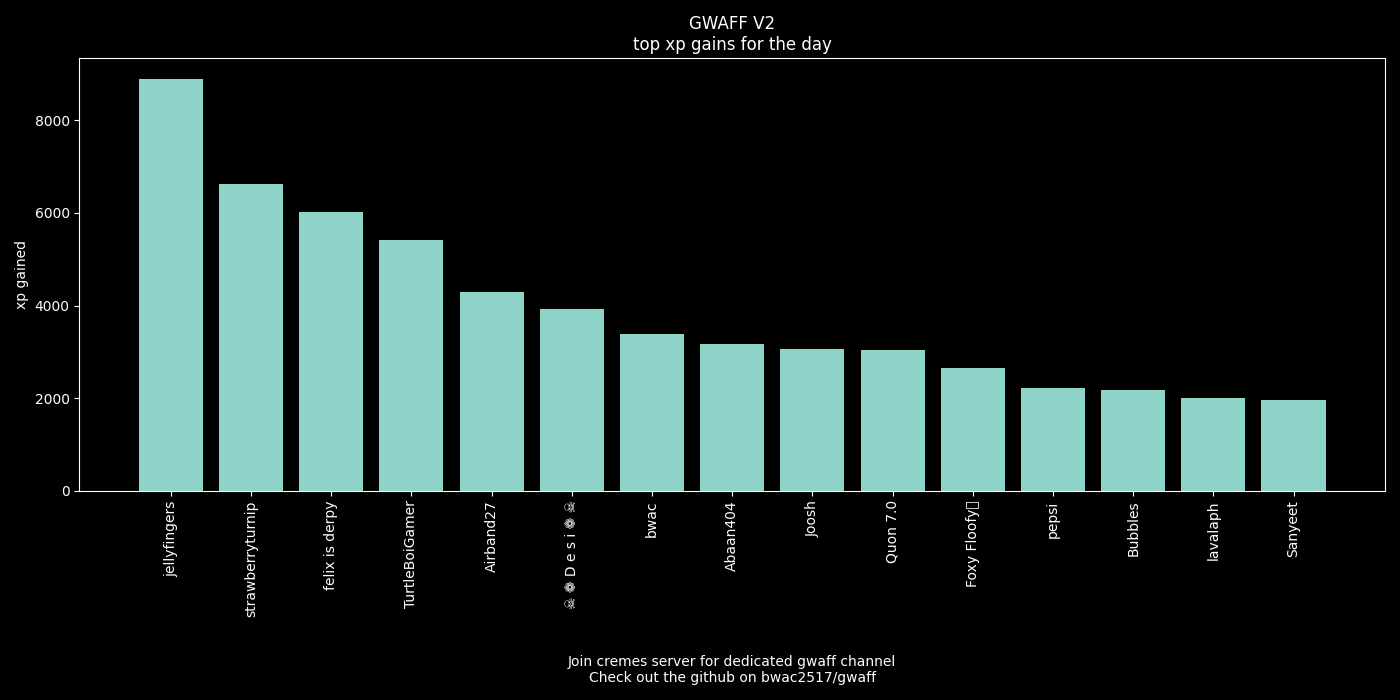 GWAFF V2
top xp gains for the day
xp gained
8000
6000
4000
2000
0
jellyfingers
strawberryturnip
felix is derpy
TurtleBoiGamer
Airband27
☠ ❁ D e s i ❁ ☠
bwac
Abaan404
Joosh
Quon 7.0
Foxy Floofy
pepsi
Bubbles
lavalaph
Sanyeet
Join cremes server for dedicated gwaff channel
Check out the github on bwac2517/gwaff